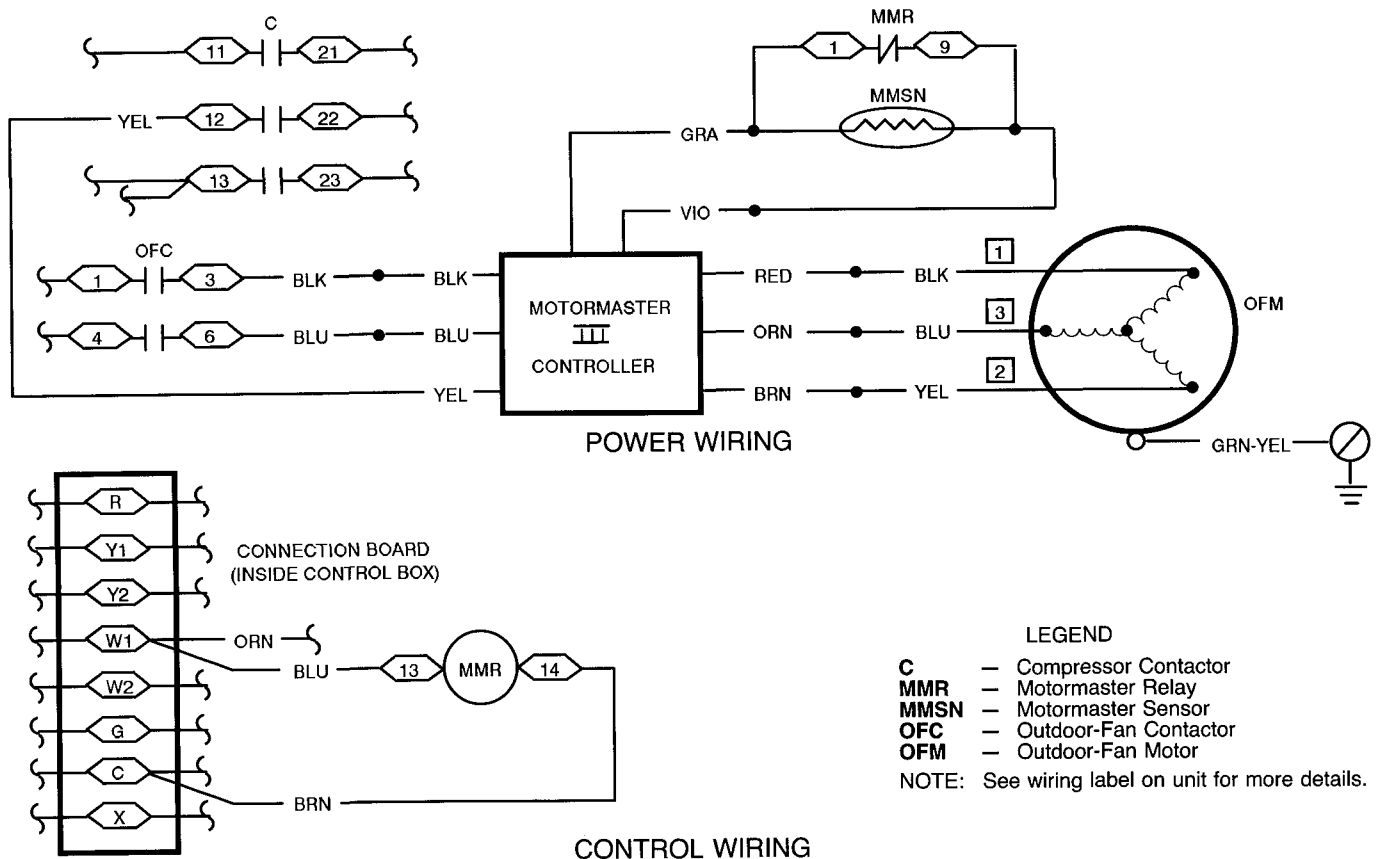 C
11 21
YEL 12 22
13 23
MMR
1 9
MMSN
GRA
VIO
OFC
1 3 BLK BLK
4 6 BLU BLU
YEL
MOTORMASTER
III
CONTROLLER
RED BLK 1
ORN BLU 3
BRN YEL 2
OFM
GRN-YEL
POWER WIRING
R
Y1
Y2
W1
W2
G
C
X
CONNECTION BOARD
(INSIDE CONTROL BOX)
ORN
BLU 13 MMR 14
BRN
CONTROL WIRING
LEGEND
C — Compressor Contactor
MMR — Motormaster Relay
MMSN — Motormaster Sensor
OFC — Outdoor-Fan Contactor
OFM — Outdoor-Fan Motor
NOTE: See wiring label on unit for more details.